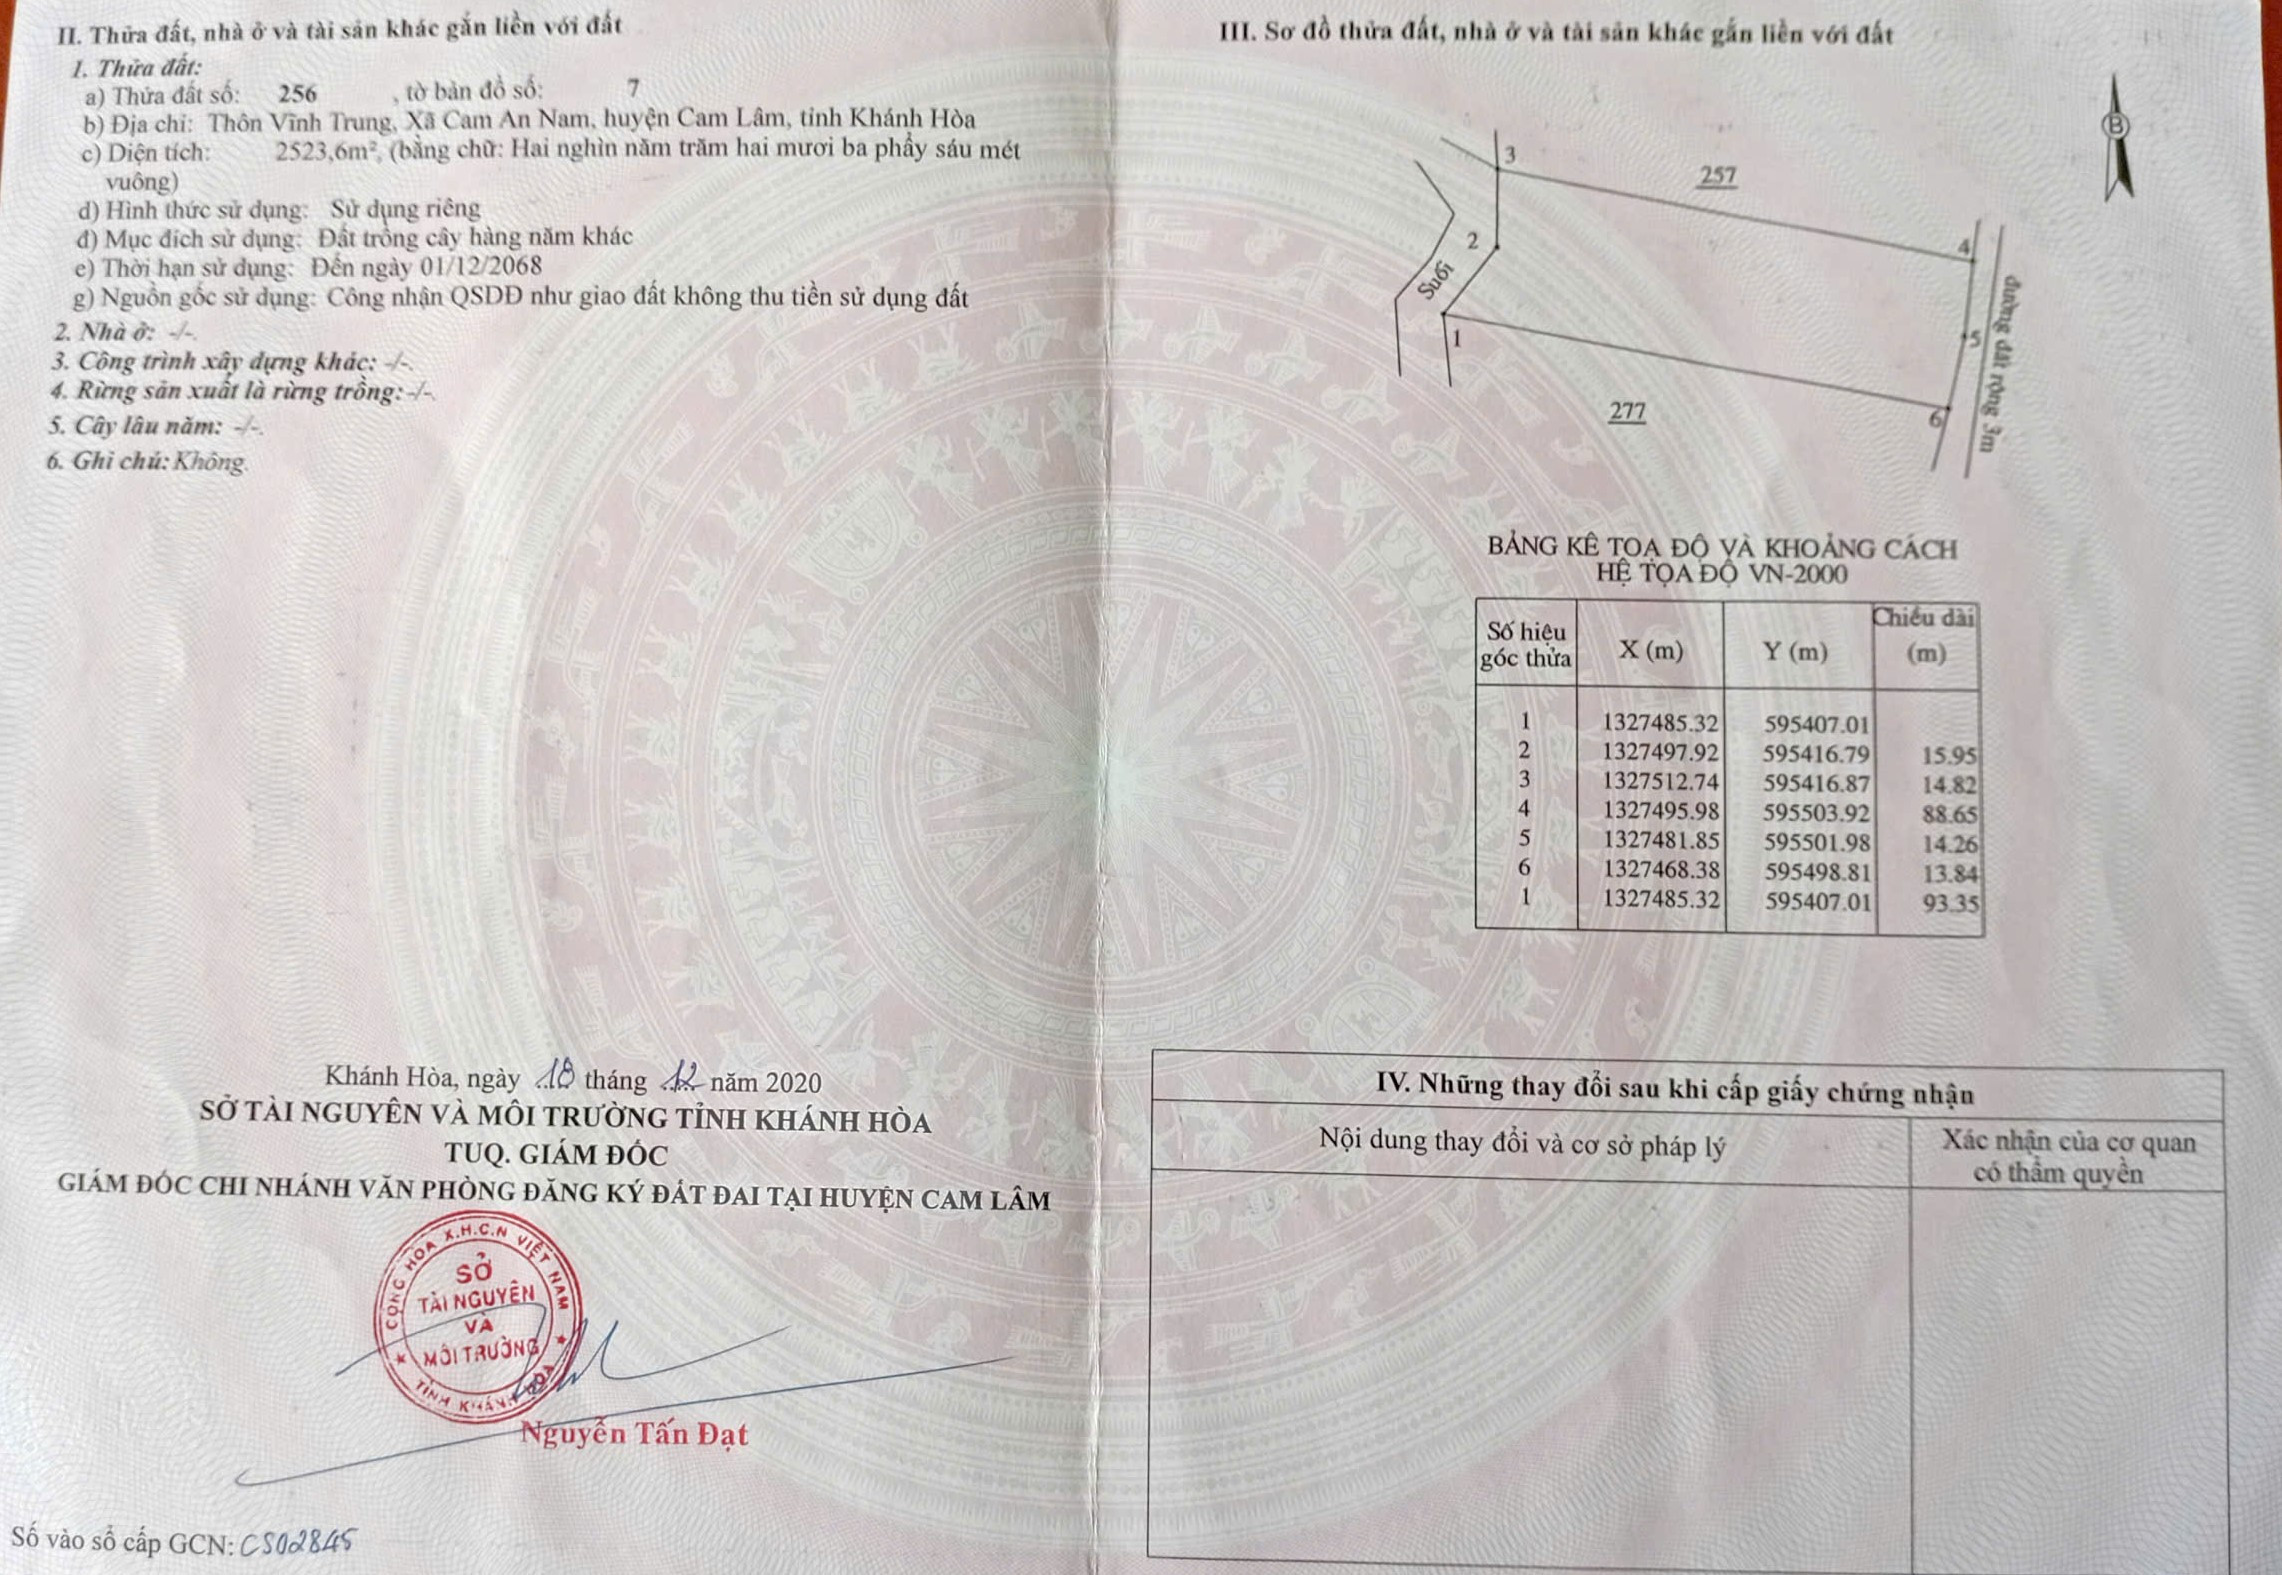 II. Thửa đất, nhà ở và tài sản khác gắn liền với đất
1. Thửa đất:
a) Thửa đất số: 256 , tờ bản đồ số: 7
b) Địa chỉ: Thôn Vĩnh Trung, Xã Cam An Nam, huyện Cam Lâm, tỉnh Khánh Hòa
c) Diện tích: 2523,6m², (bằng chữ: Hai nghìn năm trăm hai mươi ba phẩy sáu mét
vuông)
d) Hình thức sử dụng: Sử dụng riêng
đ) Mục đích sử dụng: Đất trồng cây hàng năm khác
e) Thời hạn sử dụng: Đến ngày 01/12/2068
g) Nguồn gốc sử dụng: Công nhận QSDĐ như giao đất không thu tiền sử dụng đất
2. Nhà ở: -/-.
3. Công trình xây dựng khác: -/-.
4. Rừng sản xuất là rừng trồng: -/-.
5. Cây lâu năm: -/-.
6. Ghi chú: Không.
Khánh Hòa, ngày 18 tháng 12 năm 2020
SỞ TÀI NGUYÊN VÀ MÔI TRƯỜNG TỈNH KHÁNH HÒA
TUQ. GIÁM ĐỐC
GIÁM ĐỐC CHI NHÁNH VĂN PHÒNG ĐĂNG KÝ ĐẤT ĐAI TẠI HUYỆN CAM LÂM
CỘNG HÒA X.H.C.N VIỆT NAM
SỞ
TÀI NGUYÊN
VÀ
MÔI TRƯỜNG
TỈNH KHÁNH HÒA
Nguyễn Tấn Đạt
Số vào sổ cấp GCN: CS02845
III. Sơ đồ thửa đất, nhà ở và tài sản khác gắn liền với đất
B
3
257
2
4
Suối
1
5
đường đất rộng 3m
277
6
BẢNG KÊ TOẠ ĐỘ VÀ KHOẢNG CÁCH
HỆ TỌA ĐỘ VN-2000
Số hiệu góc thửa X (m) Y (m) Chiều dài (m)
1 1327485.32 595407.01
2 1327497.92 595416.79 15.95
3 1327512.74 595416.87 14.82
4 1327495.98 595503.92 88.65
5 1327481.85 595501.98 14.26
6 1327468.38 595498.81 13.84
1 1327485.32 595407.01 93.35
IV. Những thay đổi sau khi cấp giấy chứng nhận
Nội dung thay đổi và cơ sở pháp lý
Xác nhận của cơ quan
có thẩm quyền